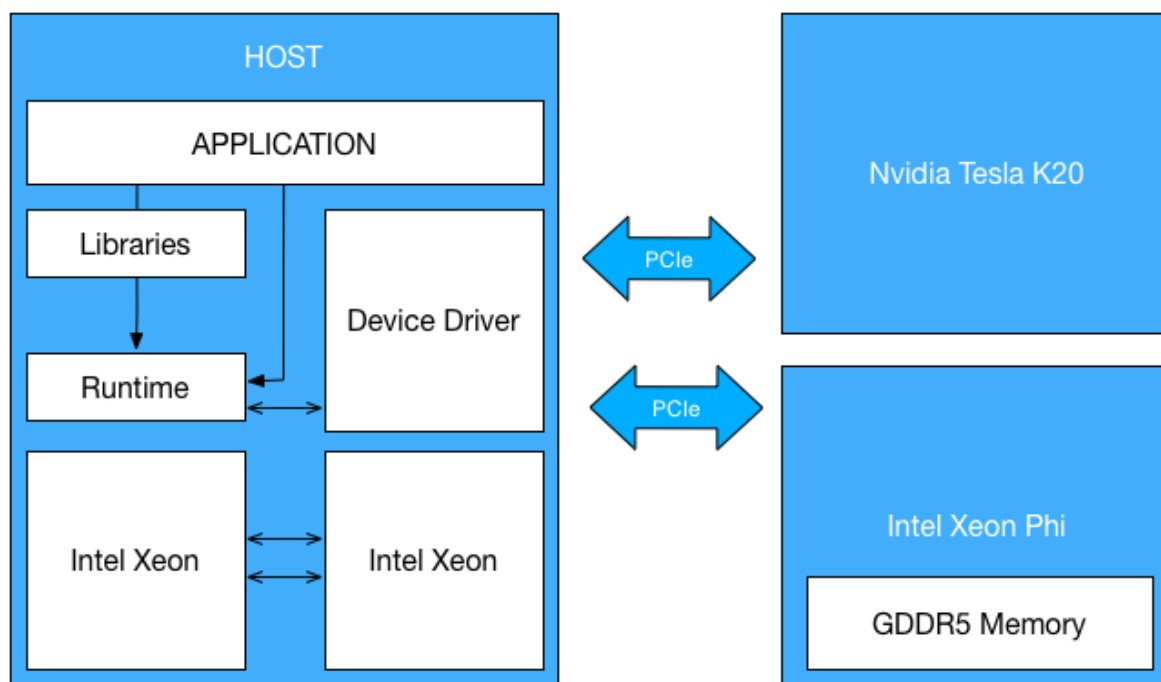 HOST
APPLICATION
Libraries
Device Driver
Runtime
Intel Xeon
Intel Xeon
PCIe
PCIe
Nvidia Tesla K20
Intel Xeon Phi
GDDR5 Memory